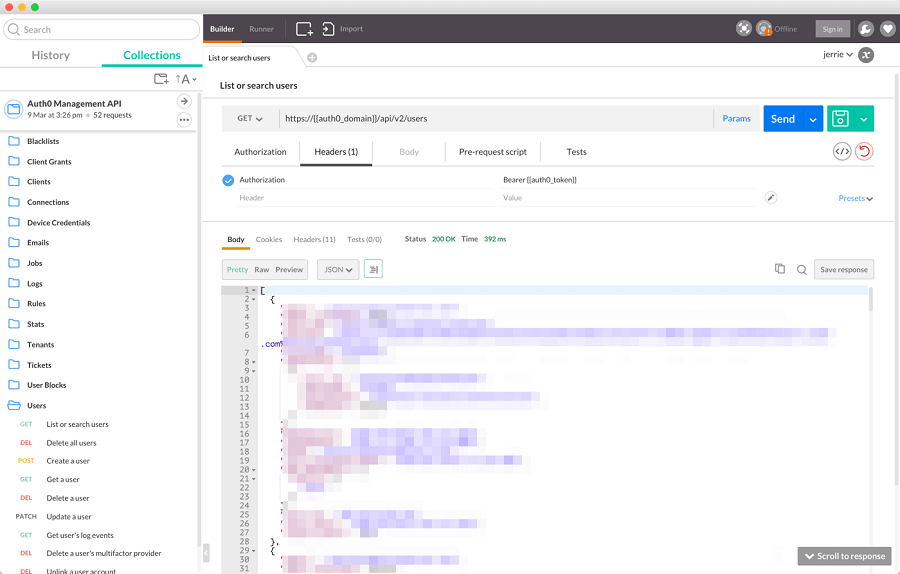 Search
Builder
Runner
Import
Offline
Sign in
History
Collections
List or search users
jerrie
↑A
Auth0 Management API
9 Mar at 3:26 pm
52 requests
List or search users
GET
https://{{auth0_domain}}/api/v2/users
Params
Send
Blacklists
Client Grants
Clients
Connections
Device Credentials
Emails
Jobs
Logs
Rules
Stats
Tenants
Tickets
User Blocks
Users
GET List or search users
DEL Delete all users
POST Create a user
GET Get a user
DEL Delete a user
PATCH Update a user
GET Get user's log events
DEL Delete a user's multifactor provider
DEL Unlink a user account
Authorization
Headers (1)
Body
Pre-request script
Tests
</>
Authorization
Bearer {{auth0_token}}
Header
Value
Presets
Body
Cookies
Headers (11)
Tests (0/0)
Status 200 OK Time 392 ms
Pretty Raw Preview
JSON
Save response
1 [
2 {
3
4
5
6
.com
7
8
9
10
11
12
13
14
15
16
17
18
19
20
21
22
23
24
25
26
27
28 },
29 {
30
31
Scroll to response